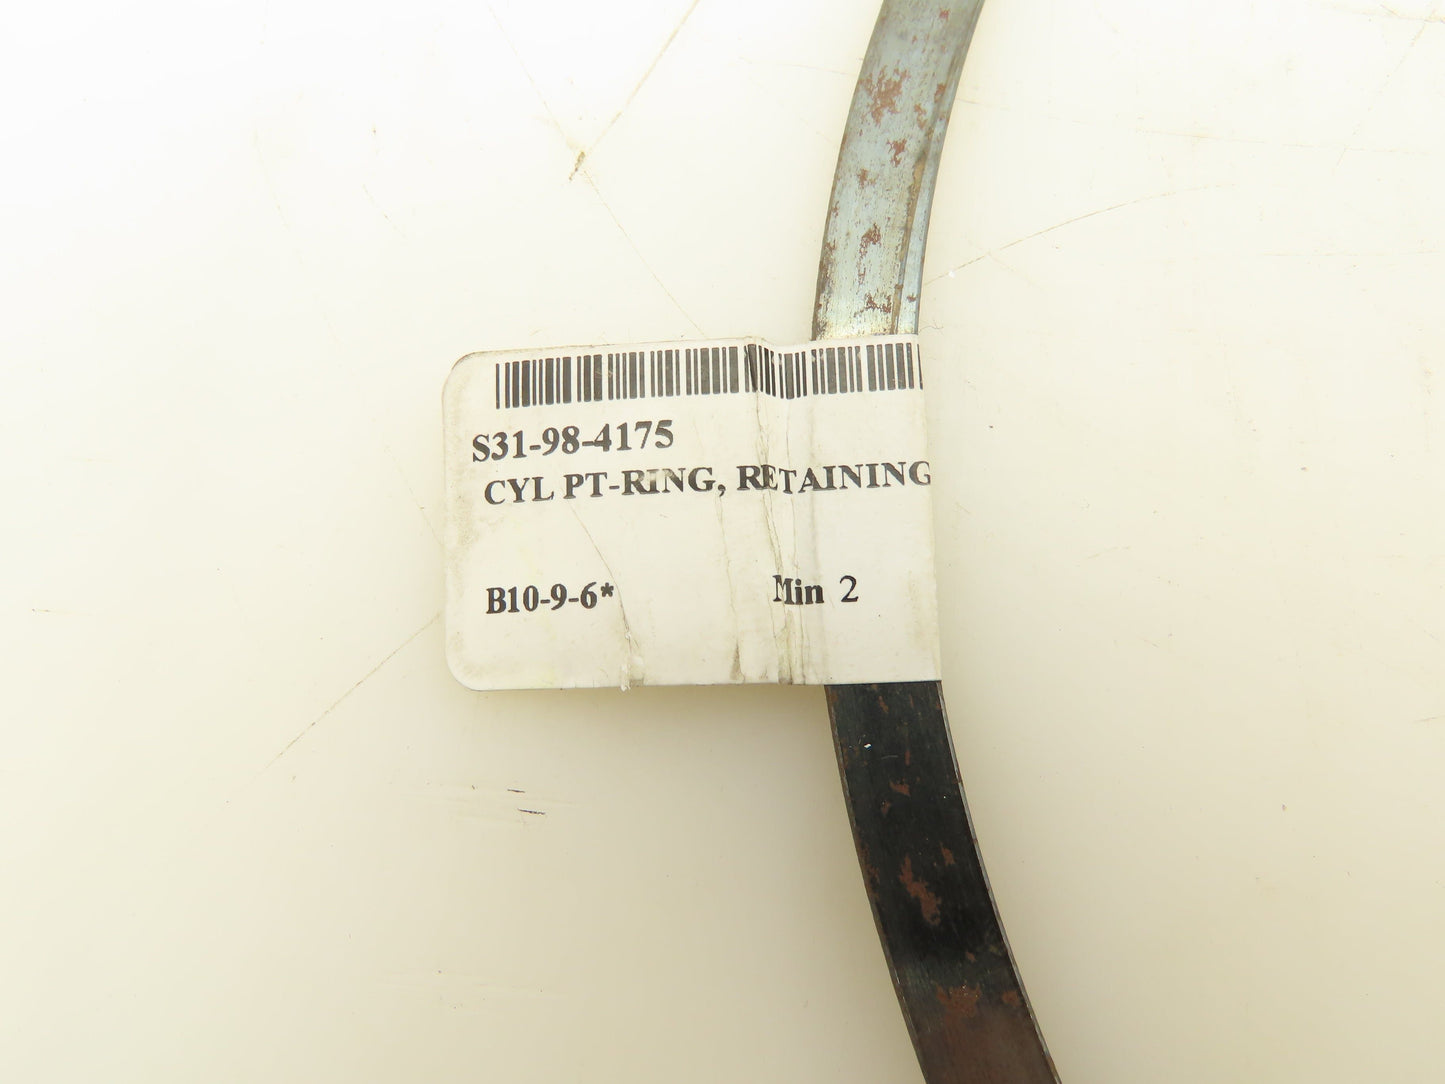 S31-98-4175
CYL PT-RING, RETAINING
B10-9-6* Min 2